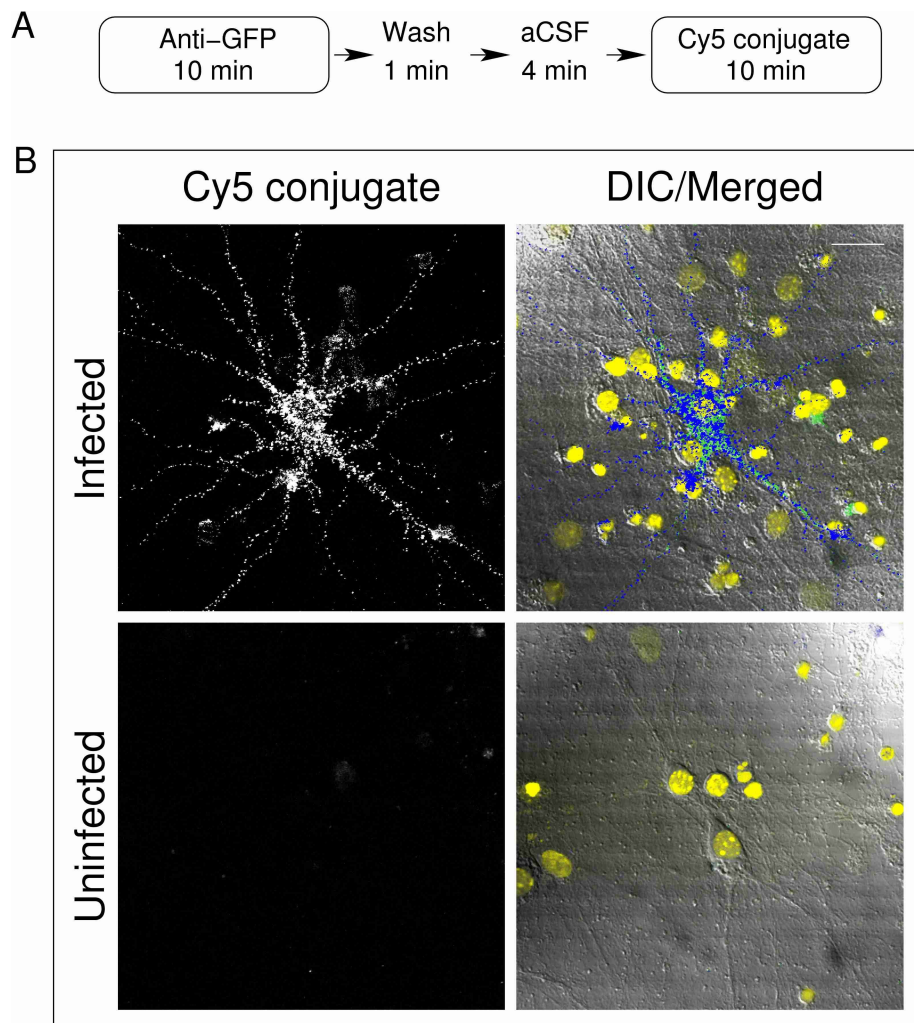 A
Anti−GFP
10 min
Wash
1 min
aCSF
4 min
Cy5 conjugate
10 min
B
Cy5 conjugate
DIC/Merged
Infected
Uninfected